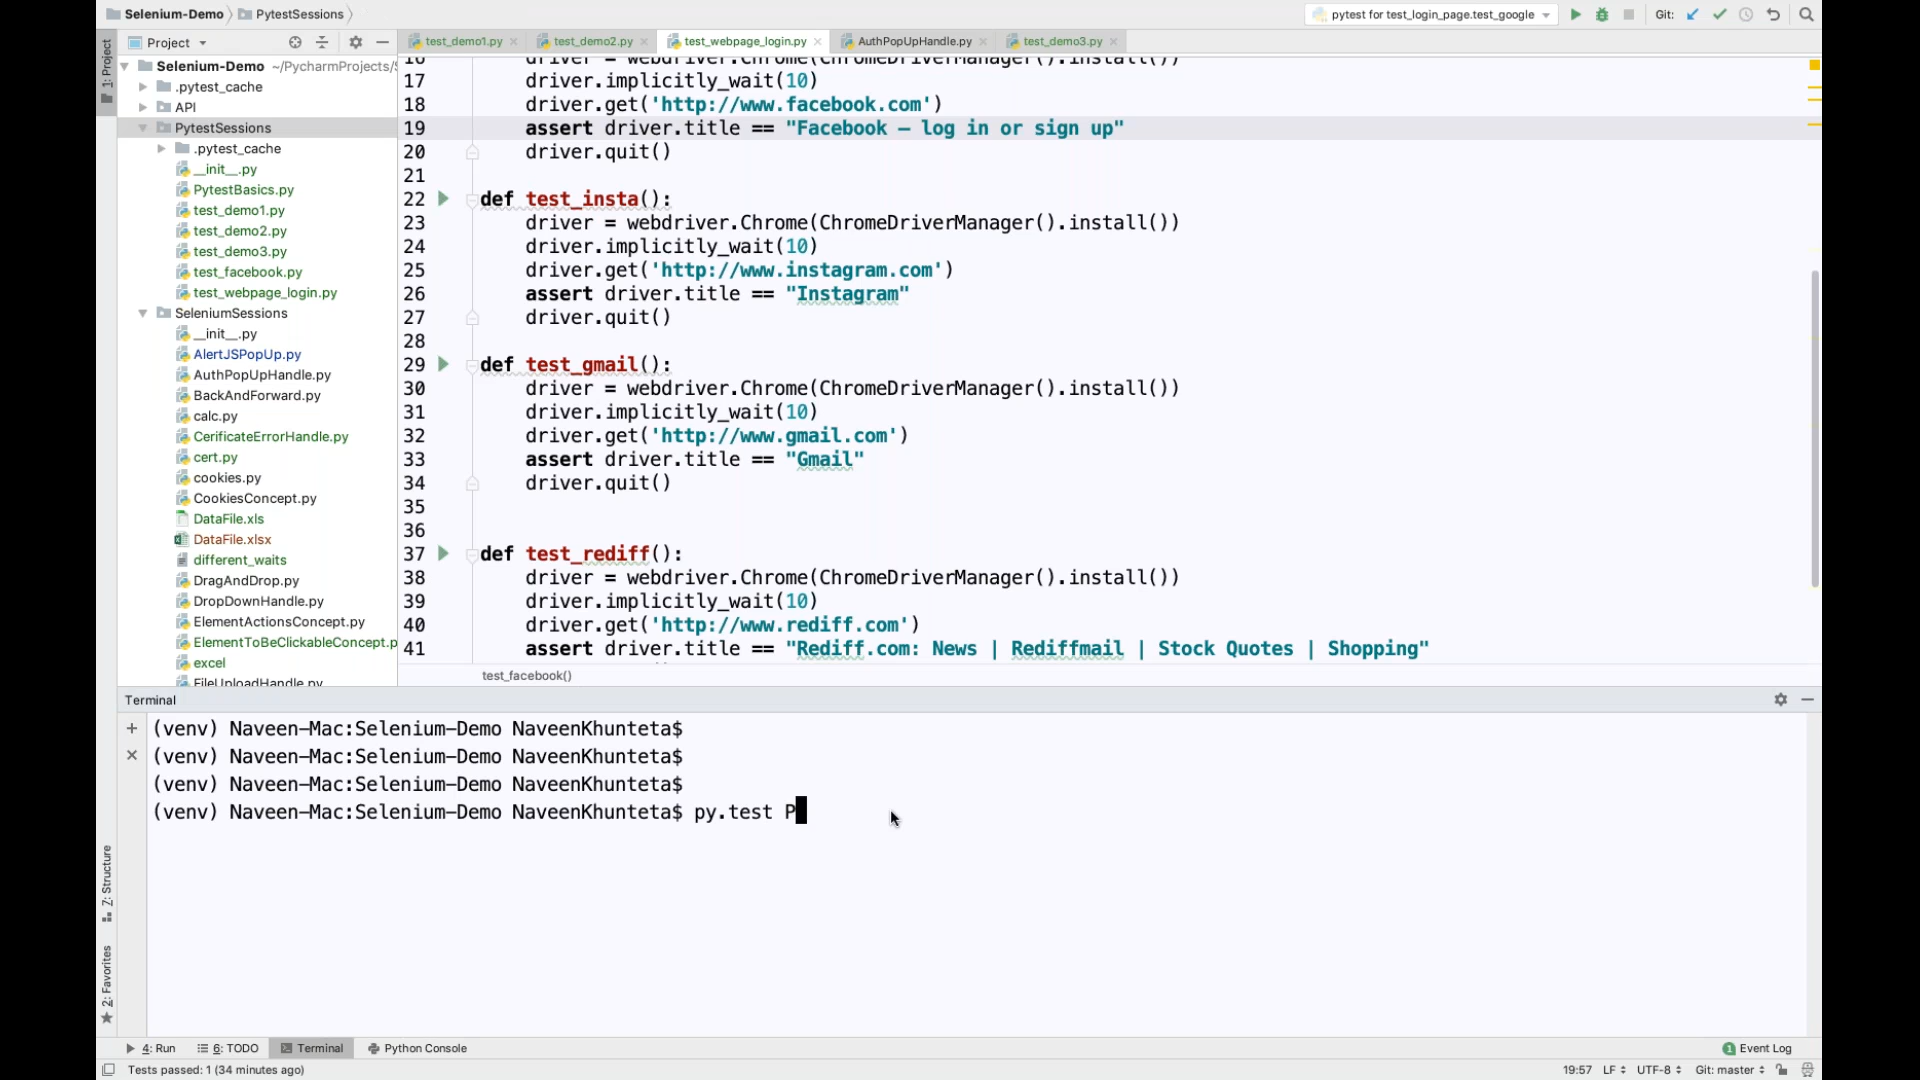 Selenium-Demo PytestSessions
pytest for test_login_page.test_google
Git:
1: Project
Project
test_demo1.py
test_demo2.py
test_webpage_login.py
AuthPopUpHandle.py
test_demo3.py
Selenium-Demo ~/PycharmProjects/S
.pytest_cache
API
PytestSessions
.pytest_cache
__init__.py
PytestBasics.py
test_demo1.py
test_demo2.py
test_demo3.py
test_facebook.py
test_webpage_login.py
SeleniumSessions
__init__.py
AlertJSPopUp.py
AuthPopUpHandle.py
BackAndForward.py
calc.py
CerificateErrorHandle.py
cert.py
cookies.py
CookiesConcept.py
DataFile.xls
DataFile.xlsx
different_waits
DragAndDrop.py
DropDownHandle.py
ElementActionsConcept.py
ElementToBeClickableConcept.p
excel
FileUploadHandle.py
16 driver = webdriver.Chrome(ChromeDriverManager().install())
17 driver.implicitly_wait(10)
18 driver.get('http://www.facebook.com')
19 assert driver.title == "Facebook – log in or sign up"
20 driver.quit()
21
22 def test_insta():
23 driver = webdriver.Chrome(ChromeDriverManager().install())
24 driver.implicitly_wait(10)
25 driver.get('http://www.instagram.com')
26 assert driver.title == "Instagram"
27 driver.quit()
28
29 def test_gmail():
30 driver = webdriver.Chrome(ChromeDriverManager().install())
31 driver.implicitly_wait(10)
32 driver.get('http://www.gmail.com')
33 assert driver.title == "Gmail"
34 driver.quit()
35
36
37 def test_rediff():
38 driver = webdriver.Chrome(ChromeDriverManager().install())
39 driver.implicitly_wait(10)
40 driver.get('http://www.rediff.com')
41 assert driver.title == "Rediff.com: News | Rediffmail | Stock Quotes | Shopping"
test_facebook()
Terminal
(venv) Naveen-Mac:Selenium-Demo NaveenKhunteta$
(venv) Naveen-Mac:Selenium-Demo NaveenKhunteta$
(venv) Naveen-Mac:Selenium-Demo NaveenKhunteta$
(venv) Naveen-Mac:Selenium-Demo NaveenKhunteta$ py.test P
Z: Structure
2: Favorites
4: Run
6: TODO
Terminal
Python Console
1 Event Log
Tests passed: 1 (34 minutes ago)
19:57 LF UTF-8 Git: master